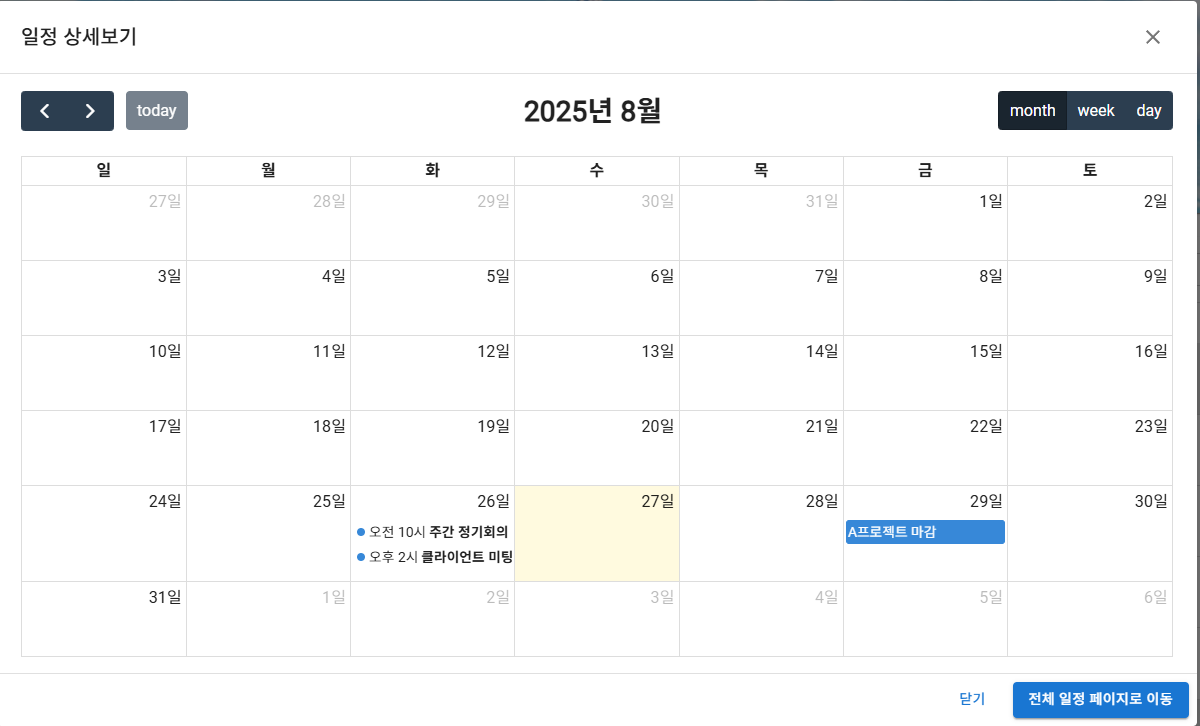 일정 상세보기
today 2025년 8월 month week day
일 월 화 수 목 금 토
27일 28일 29일 30일 31일 1일 2일
3일 4일 5일 6일 7일 8일 9일
10일 11일 12일 13일 14일 15일 16일
17일 18일 19일 20일 21일 22일 23일
24일 25일 26일 27일 28일 29일 30일
오전 10시 주간 정기회의 A프로젝트 마감
오후 2시 클라이언트 미팅
31일 1일 2일 3일 4일 5일 6일
닫기 전체 일정 페이지로 이동